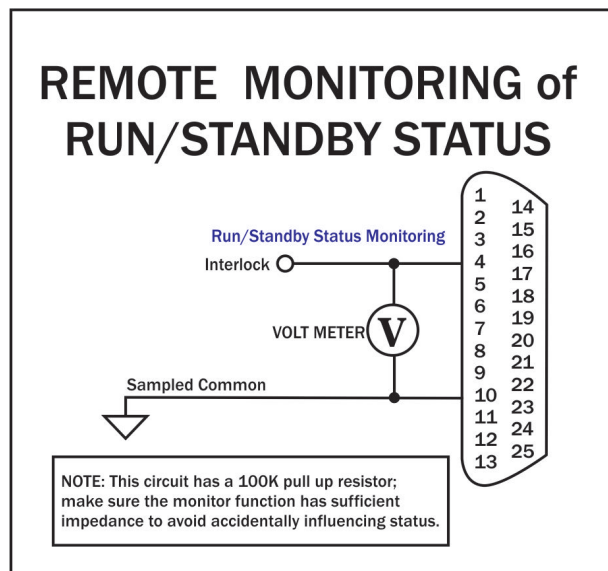 REMOTE MONITORING of
RUN/STANDBY STATUS
Run/Standby Status Monitoring
Interlock
VOLT METER
V
Sampled Common
1
2
3
4
5
6
7
8
9
10
11
12
13
14
15
16
17
18
19
20
21
22
23
24
25
NOTE: This circuit has a 100K pull up resistor;
make sure the monitor function has sufficient
impedance to avoid accidentally influencing status.